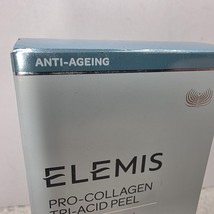 ANTI-AGEING
ELEMIS
PRO-COLLAGEN
TRI-ACID PEEL